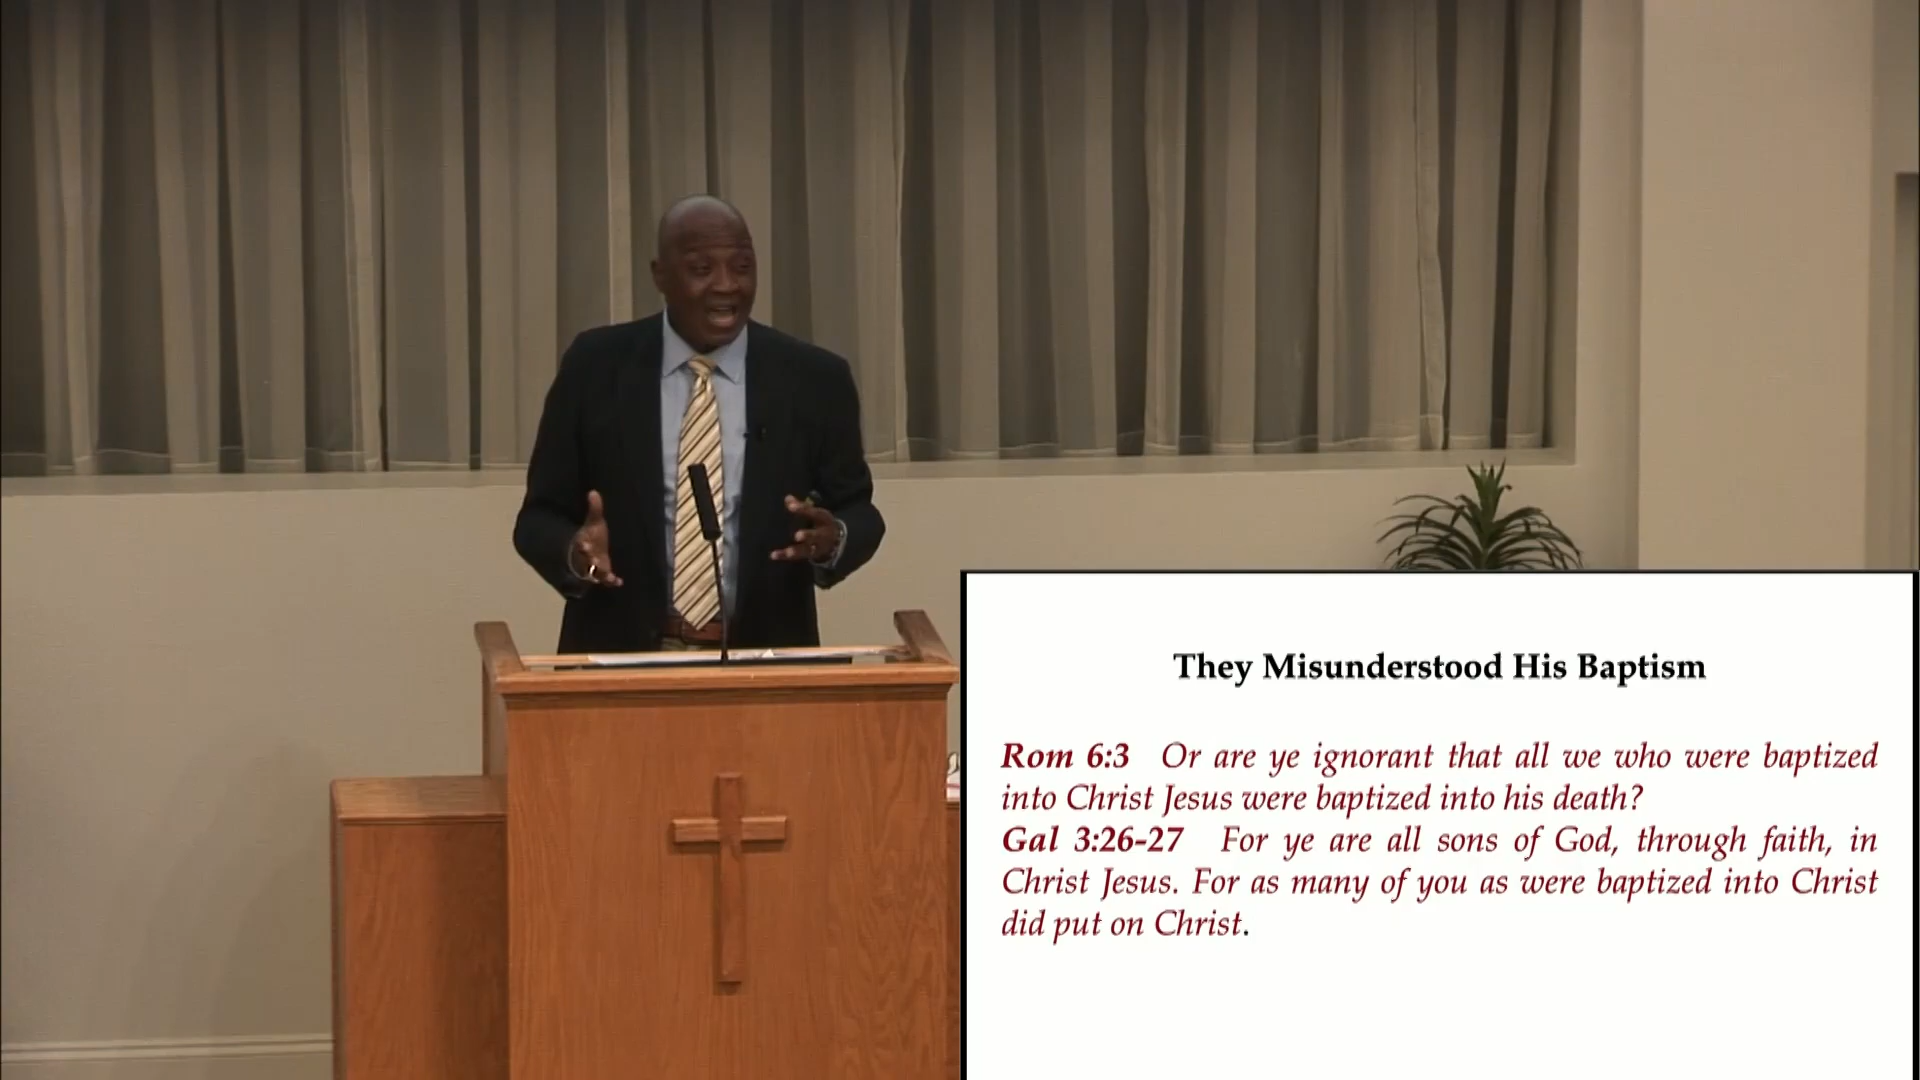 They Misunderstood His Baptism
Rom 6:3 Or are ye ignorant that all we who were baptized
into Christ Jesus were baptized into his death?
Gal 3:26-27 For ye are all sons of God, through faith, in
Christ Jesus. For as many of you as were baptized into Christ
did put on Christ.